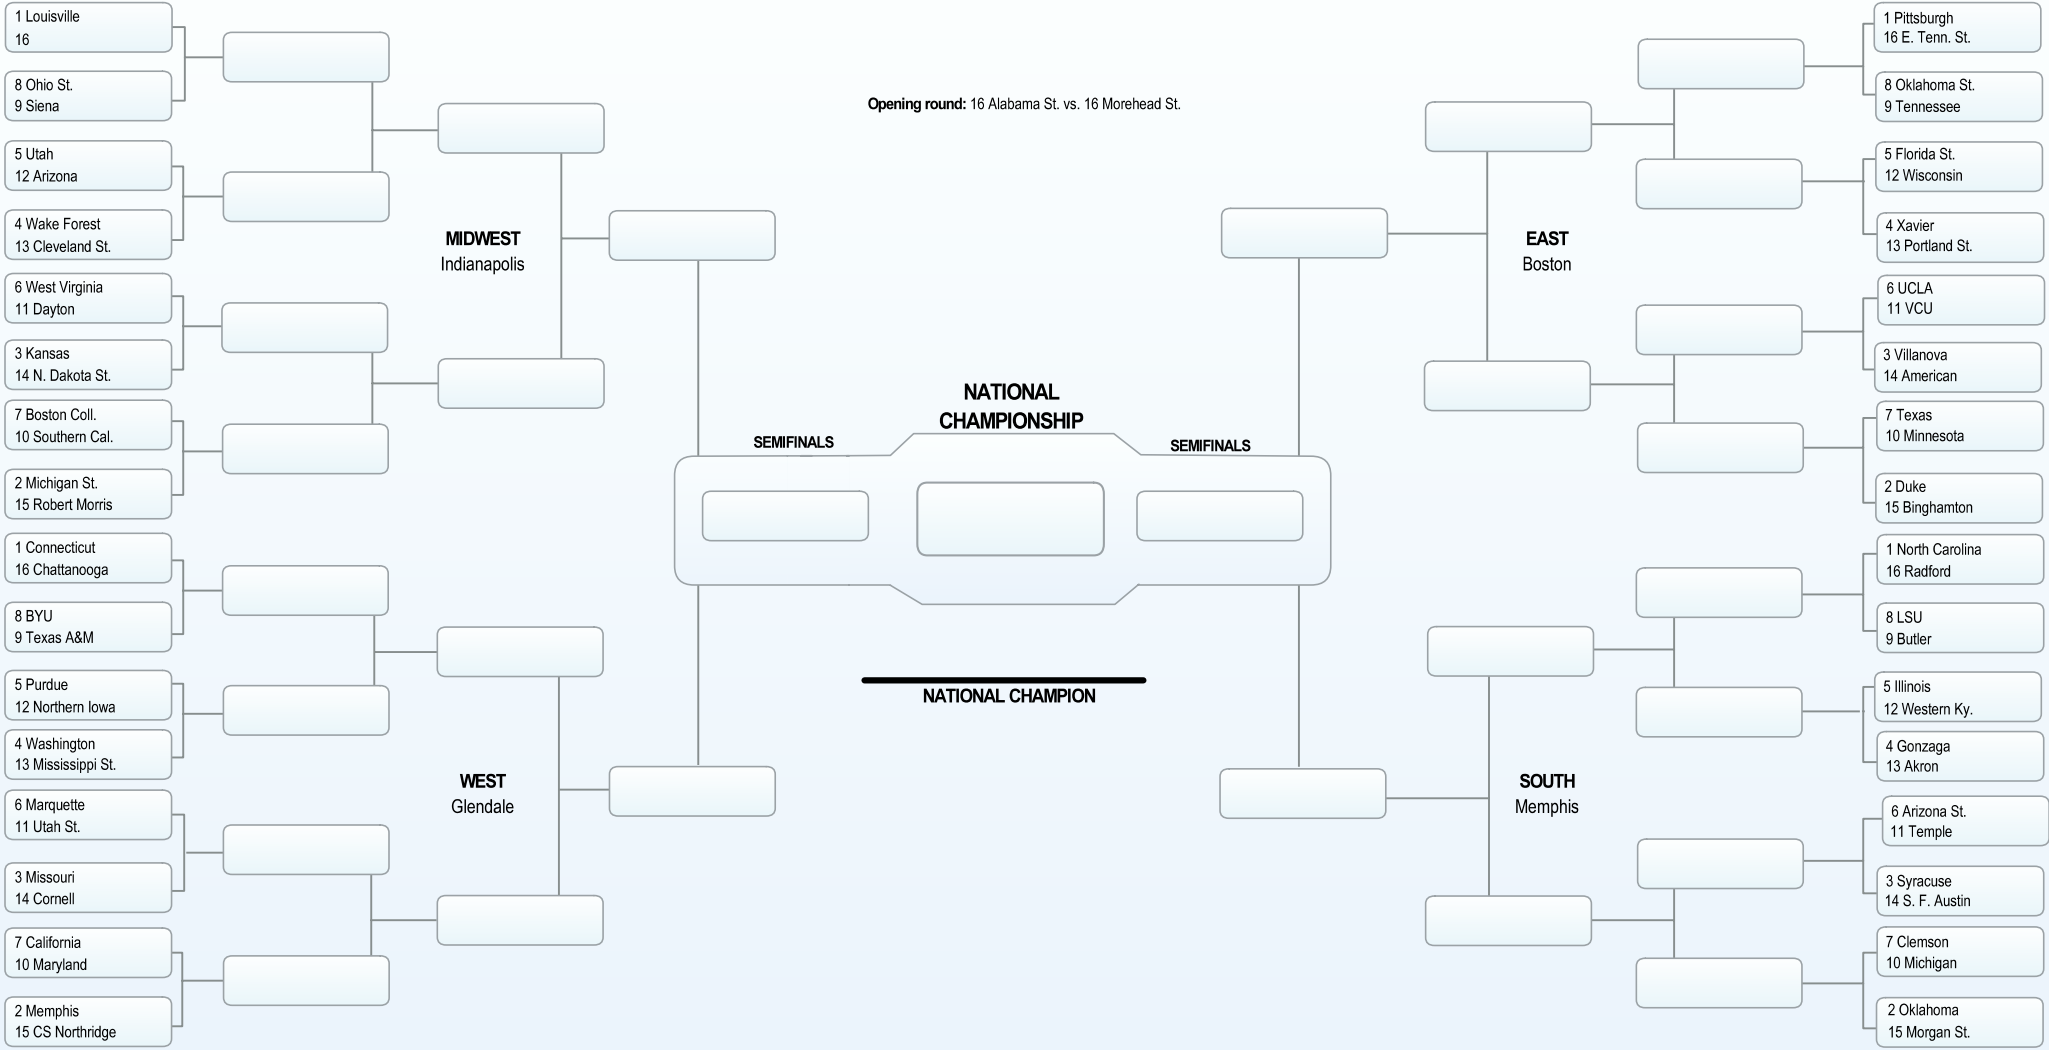 1 Louisville
16
8 Ohio St.
9 Siena
5 Utah
12 Arizona
4 Wake Forest
13 Cleveland St.
6 West Virginia
11 Dayton
3 Kansas
14 N. Dakota St.
7 Boston Coll.
10 Southern Cal.
2 Michigan St.
15 Robert Morris
MIDWEST
Indianapolis
1 Connecticut
16 Chattanooga
8 BYU
9 Texas A&M
5 Purdue
12 Northern Iowa
4 Washington
13 Mississippi St.
6 Marquette
11 Utah St.
3 Missouri
14 Cornell
7 California
10 Maryland
2 Memphis
15 CS Northridge
WEST
Glendale
Opening round: 16 Alabama St. vs. 16 Morehead St.
NATIONAL
CHAMPIONSHIP
SEMIFINALS
SEMIFINALS
NATIONAL CHAMPION
EAST
Boston
1 Pittsburgh
16 E. Tenn. St.
8 Oklahoma St.
9 Tennessee
5 Florida St.
12 Wisconsin
4 Xavier
13 Portland St.
6 UCLA
11 VCU
3 Villanova
14 American
7 Texas
10 Minnesota
2 Duke
15 Binghamton
SOUTH
Memphis
1 North Carolina
16 Radford
8 LSU
9 Butler
5 Illinois
12 Western Ky.
4 Gonzaga
13 Akron
6 Arizona St.
11 Temple
3 Syracuse
14 S. F. Austin
7 Clemson
10 Michigan
2 Oklahoma
15 Morgan St.